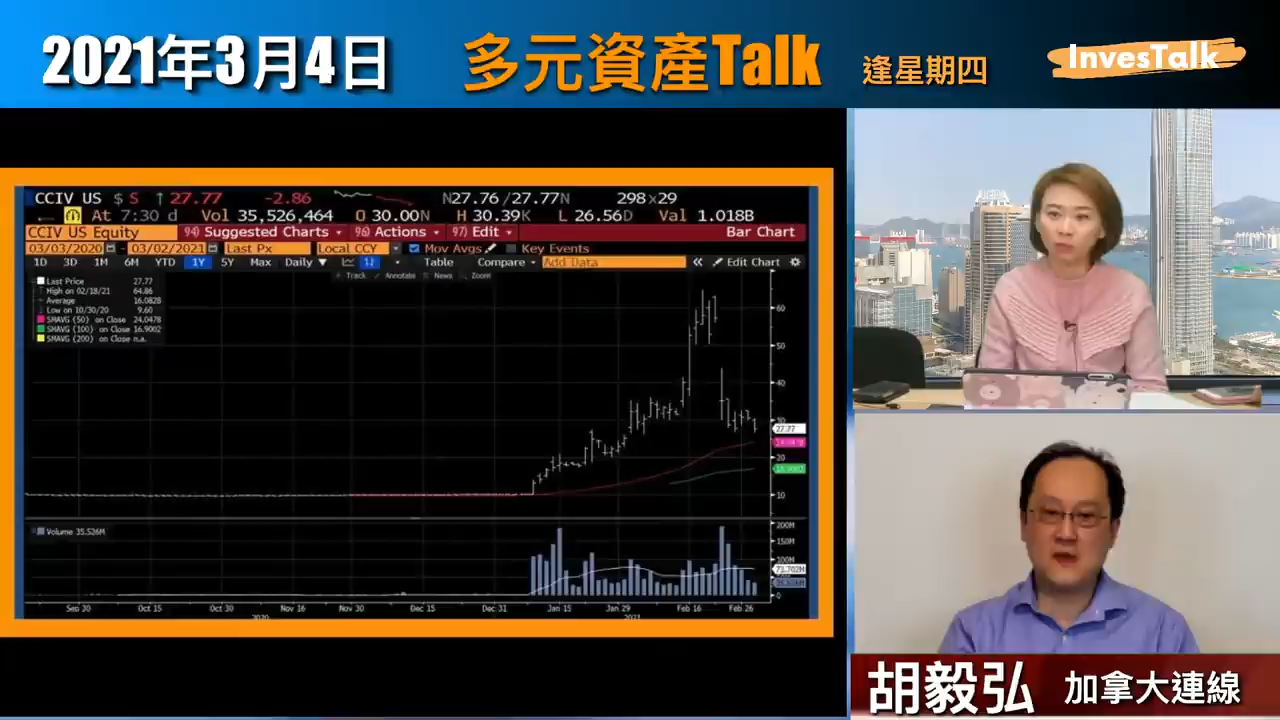 2021年3月4日 多元資產Talk 逢星期四 InvesTalk
CCIV US $ S ↑ 27.77 -2.86 N27.76 / 27.77N 298 x 29
At 7:30 d Vol 35,526,464 O 30.00N H 30.39K L 26.56D Val 1.018B
CCIV US Equity 94) Suggested Charts 96) Actions 97) Edit Bar Chart
03/03/2020 - 03/02/2021 Last Px Local CCY Mov Avgs Key Events
1D 3D 1M 6M YTD 1Y 5Y Max Daily ▼ Table Compare Add Data « Edit Chart
Track Annotate News Zoom
Last Price 27.77
High on 02/18/21 64.86
Average 16.0828
Low on 10/30/20 9.60
SMAVG (50) on Close 24.0478
SMAVG (100) on Close 16.9002
SMAVG (200) on Close n.a.
60
50
40
30
27.77
20
10
Volume 35.526M
200M
150M
100M
73.702M
0
Sep 30 Oct 15 Oct 30 Nov 16 Nov 30 Dec 15 Dec 31 Jan 15 Jan 29 Feb 16 Feb 26
2020 2021
胡毅弘 加拿大連線